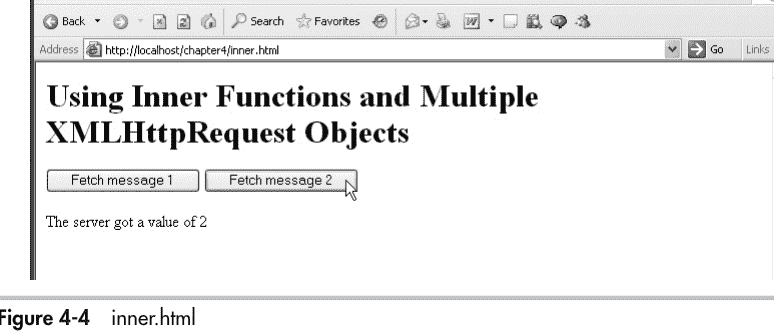 Back Search Favorites
Address http://localhost/chapter4/inner.html Go Links
Using Inner Functions and Multiple
XMLHttpRequest Objects
Fetch message 1 Fetch message 2
The server got a value of 2
Figure 4-4 inner.html